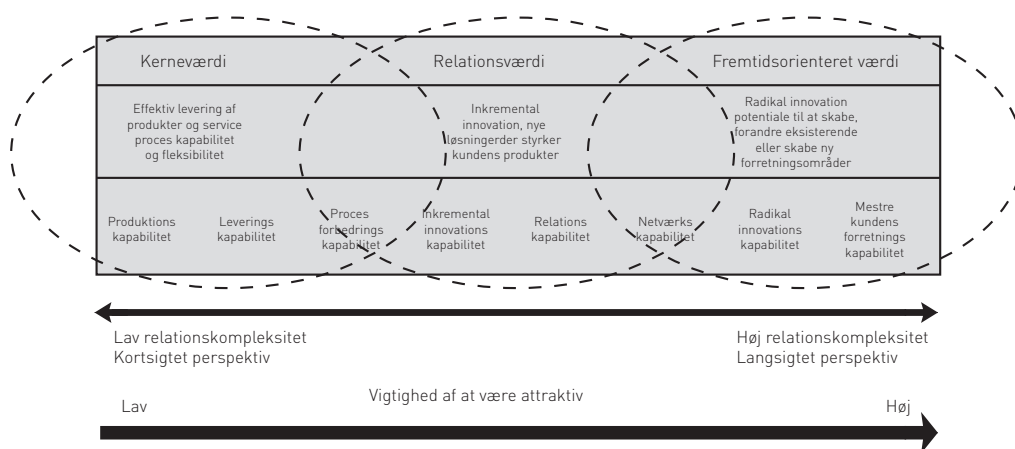 Kerneværdi
Relationsværdi
Fremtidsorienteret værdi
Effektiv levering af
produkter og service
proces kapabilitet
og fleksibilitet
Inkremental
innovation, nye
løsningerder styrker
kundens produkter
Radikal innovation
potentiale til at skabe,
forandre eksisterende
eller skabe ny
forretningsområder
Produktions
kapabilitet
Leverings
kapabilitet
Proces
forbedrings
kapabilitet
Inkremental
innovations
kapabilitet
Relations
kapabilitet
Netværks
kapabilitet
Radikal
innovations
kapabilitet
Mestre
kundens
forretnings
kapabilitet
Lav relationskompleksitet
Kortsigtet perspektiv
Høj relationskompleksitet
Langsigtet perspektiv
Vigtighed af at være attraktiv
Lav
Høj